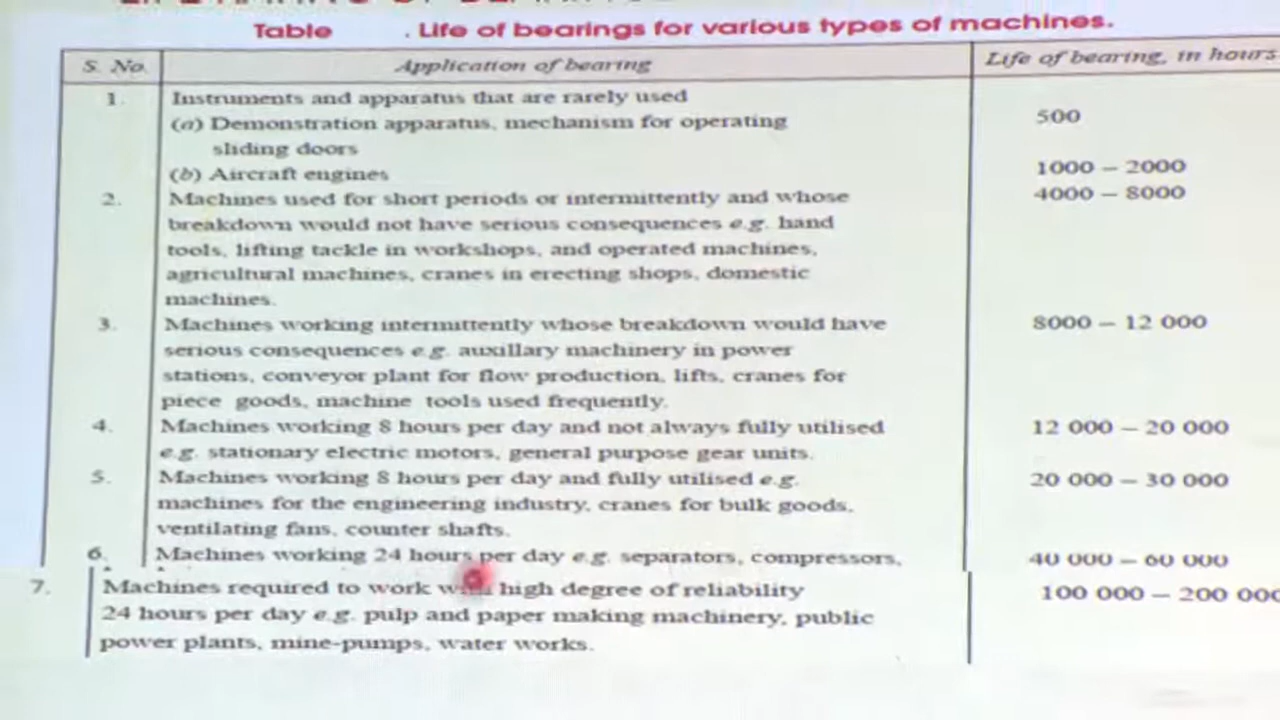 Table . Life of bearings for various types of machines.
S. No. Application of bearing Life of bearing, in hours
1. Instruments and apparatus that are rarely used
(a) Demonstration apparatus, mechanism for operating 500
sliding doors
(b) Aircraft engines 1000 – 2000
2. Machines used for short periods or intermittently and whose 4000 – 8000
breakdown would not have serious consequences e.g. hand
tools, lifting tackle in workshops, and operated machines,
agricultural machines, cranes in erecting shops, domestic
machines.
3. Machines working intermittently whose breakdown would have 8000 – 12 000
serious consequences e.g. auxillary machinery in power
stations, conveyor plant for flow production, lifts, cranes for
piece goods, machine tools used frequently.
4. Machines working 8 hours per day and not always fully utilised 12 000 – 20 000
e.g. stationary electric motors, general purpose gear units.
5. Machines working 8 hours per day and fully utilised e.g. 20 000 – 30 000
machines for the engineering industry, cranes for bulk goods,
ventilating fans, counter shafts.
6. Machines working 24 hours per day e.g. separators, compressors, 40 000 – 60 000
7. Machines required to work with high degree of reliability 100 000 – 200 000
24 hours per day e.g. pulp and paper making machinery, public
power plants, mine-pumps, water works.